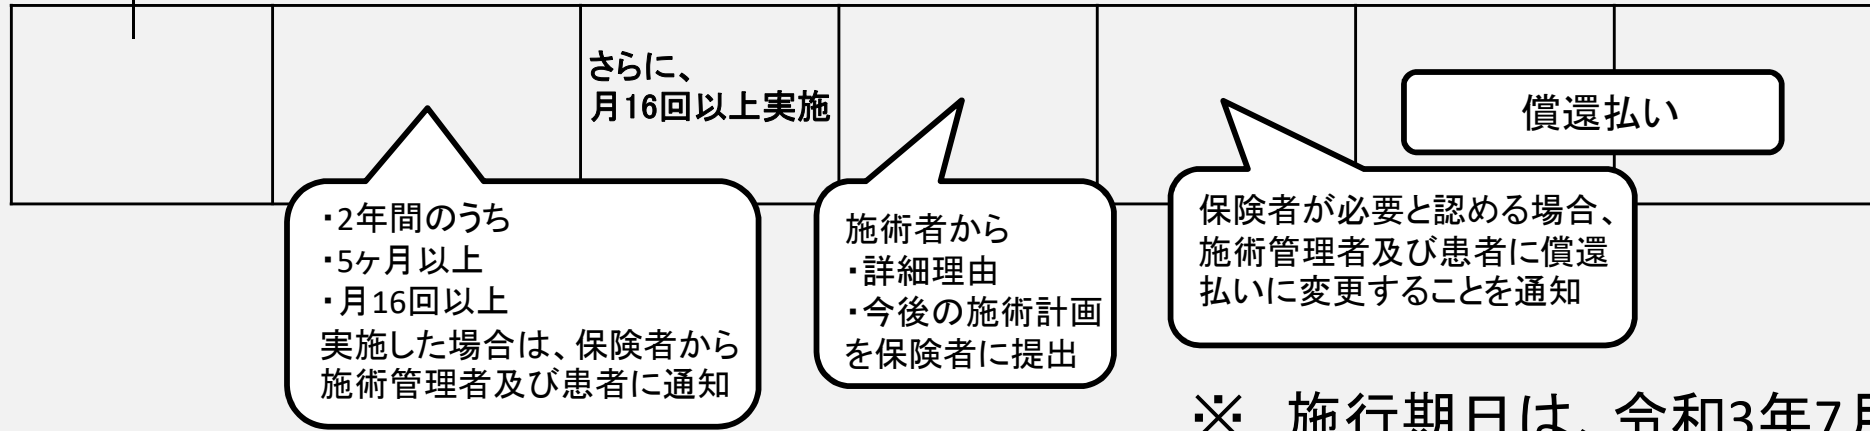 さらに、
月16回以上実施
償還払い
・2年間のうち
・5ヶ月以上
・月16回以上
実施した場合は、保険者から
施術管理者及び患者に通知
施術者から
・詳細理由
・今後の施術計画
を保険者に提出
保険者が必要と認める場合、
施術管理者及び患者に償還
払いに変更することを通知
※　施行期日は、令和3年7月